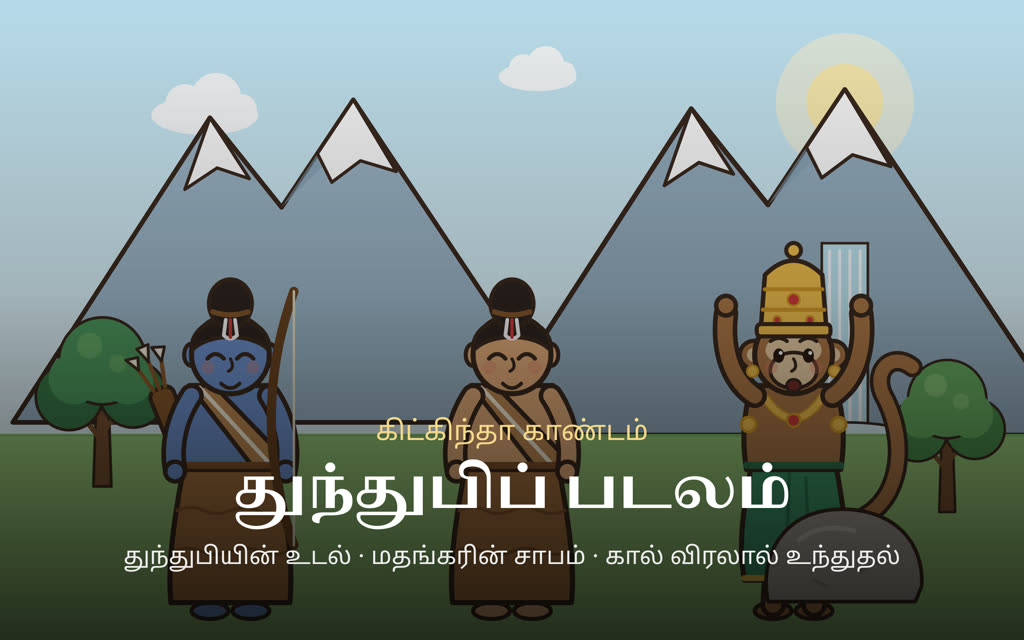 கிட்கிந்தா காண்டம்
துந்துபிப் படலம்
துந்துபியின் உடல் · மதங்கரின் சாபம் · கால் விரலால் உந்துதல்